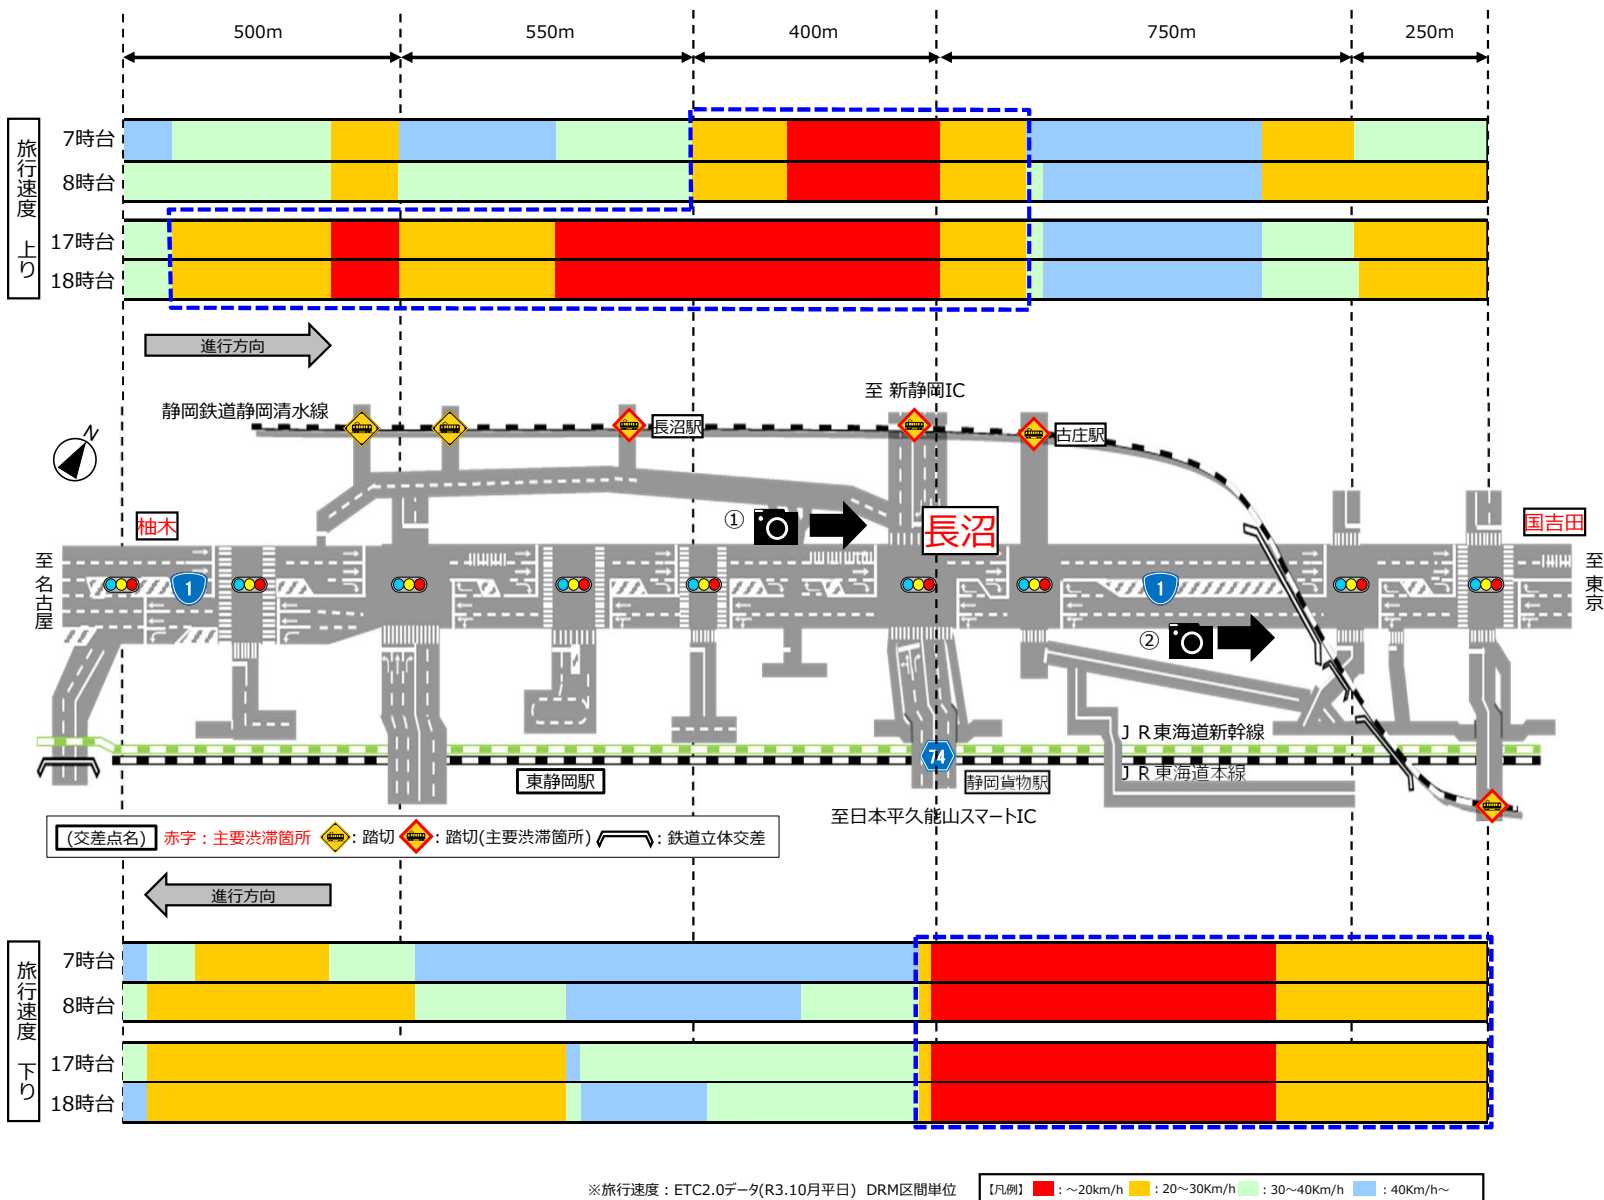 500m 550m 400m 750m 250m
旅行速度 上り
7時台
8時台
17時台
18時台
進行方向
至 新静岡IC
静岡鉄道静岡清水線
長沼駅
古庄駅
N
柚木
①
長沼
国吉田
至名古屋
1
1
至東京
②
JR東海道新幹線
74
JR東海道本線
東静岡駅
静岡貨物駅
至日本平久能山スマートIC
(交差点名) 赤字：主要渋滞箇所 ：踏切 ：踏切(主要渋滞箇所) ：鉄道立体交差
進行方向
旅行速度 下り
7時台
8時台
17時台
18時台
※旅行速度：ETC2.0データ(R3.10月平日) DRM区間単位
【凡例】 ：～20km/h ：20～30Km/h ：30～40Km/h ：40Km/h～